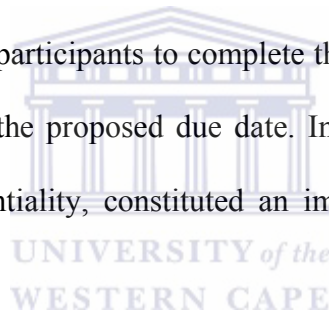 participants to complete th
the proposed due date. In
ntiality, constituted an im
UNIVERSITY of the
WESTERN CAPE